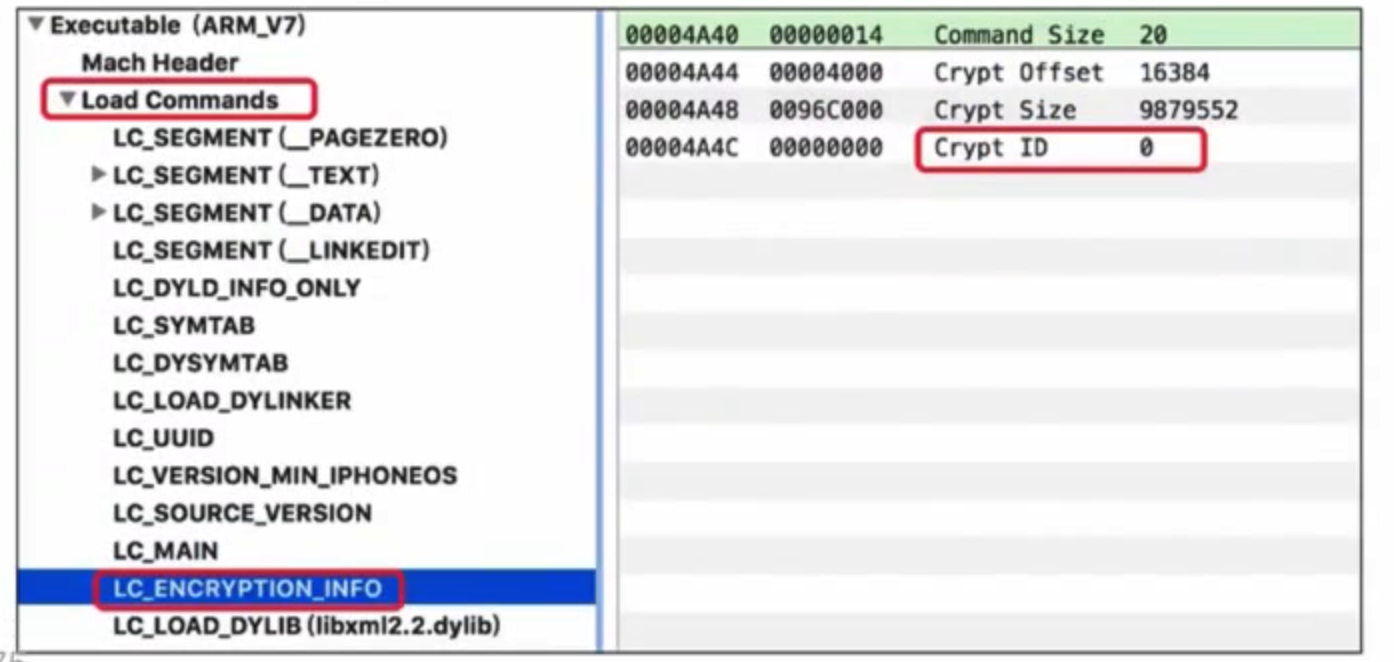 Executable (ARM_V7)
Mach Header
Load Commands
LC_SEGMENT (__PAGEZERO)
LC_SEGMENT (__TEXT)
LC_SEGMENT (__DATA)
LC_SEGMENT (__LINKEDIT)
LC_DYLD_INFO_ONLY
LC_SYMTAB
LC_DYSYMTAB
LC_LOAD_DYLINKER
LC_UUID
LC_VERSION_MIN_IPHONEOS
LC_SOURCE_VERSION
LC_MAIN
LC_ENCRYPTION_INFO
LC_LOAD_DYLIB (libxml2.2.dylib)
00004A40 00000014 Command Size 20
00004A44 00004000 Crypt Offset 16384
00004A48 0096C000 Crypt Size 9879552
00004A4C 00000000 Crypt ID 0